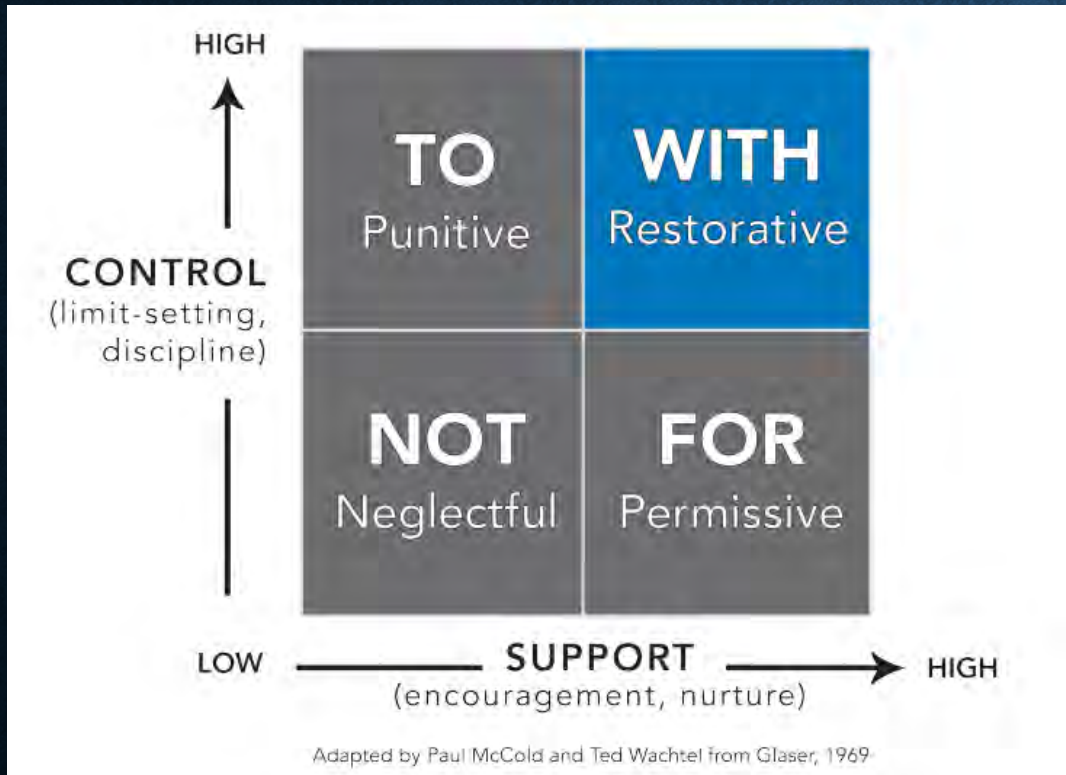 HIGH
TO
Punitive
WITH
Restorative
CONTROL
(limit-setting,
discipline)
NOT
Neglectful
FOR
Permissive
LOW
SUPPORT
(encouragement, nurture)
HIGH
Adapted by Paul McCold and Ted Wachtel from Glaser, 1969